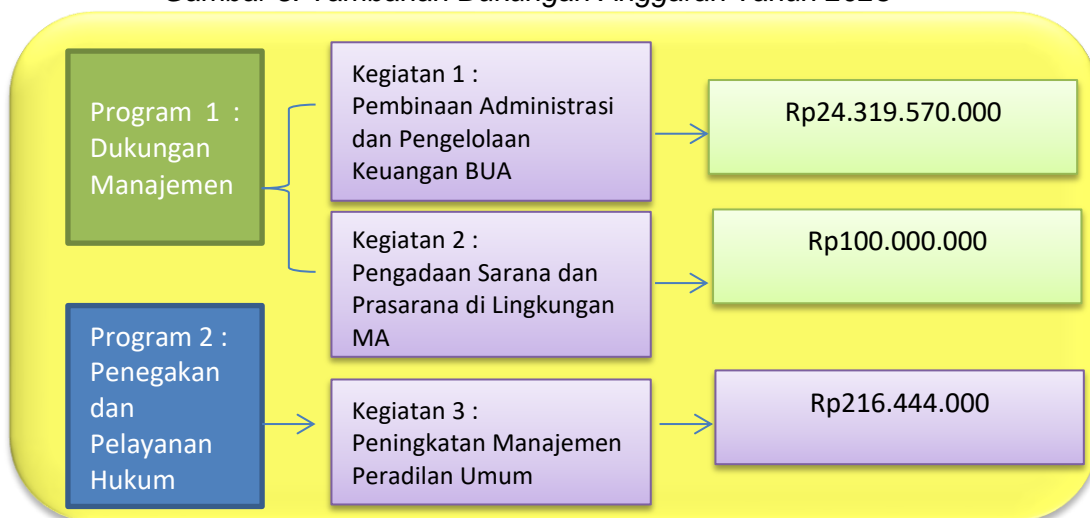 Program 1 :
Dukungan
Manajemen
Kegiatan 1 :
Pembinaan Administrasi
dan Pengelolaan
Keuangan BUA
Rp24.319.570.000
Kegiatan 2 :
Pengadaan Sarana dan
Prasarana di Lingkungan
MA
Rp100.000.000
Program 2 :
Penegakan
dan
Pelayanan
Hukum
Kegiatan 3 :
Peningkatan Manajemen
Peradilan Umum
Rp216.444.000